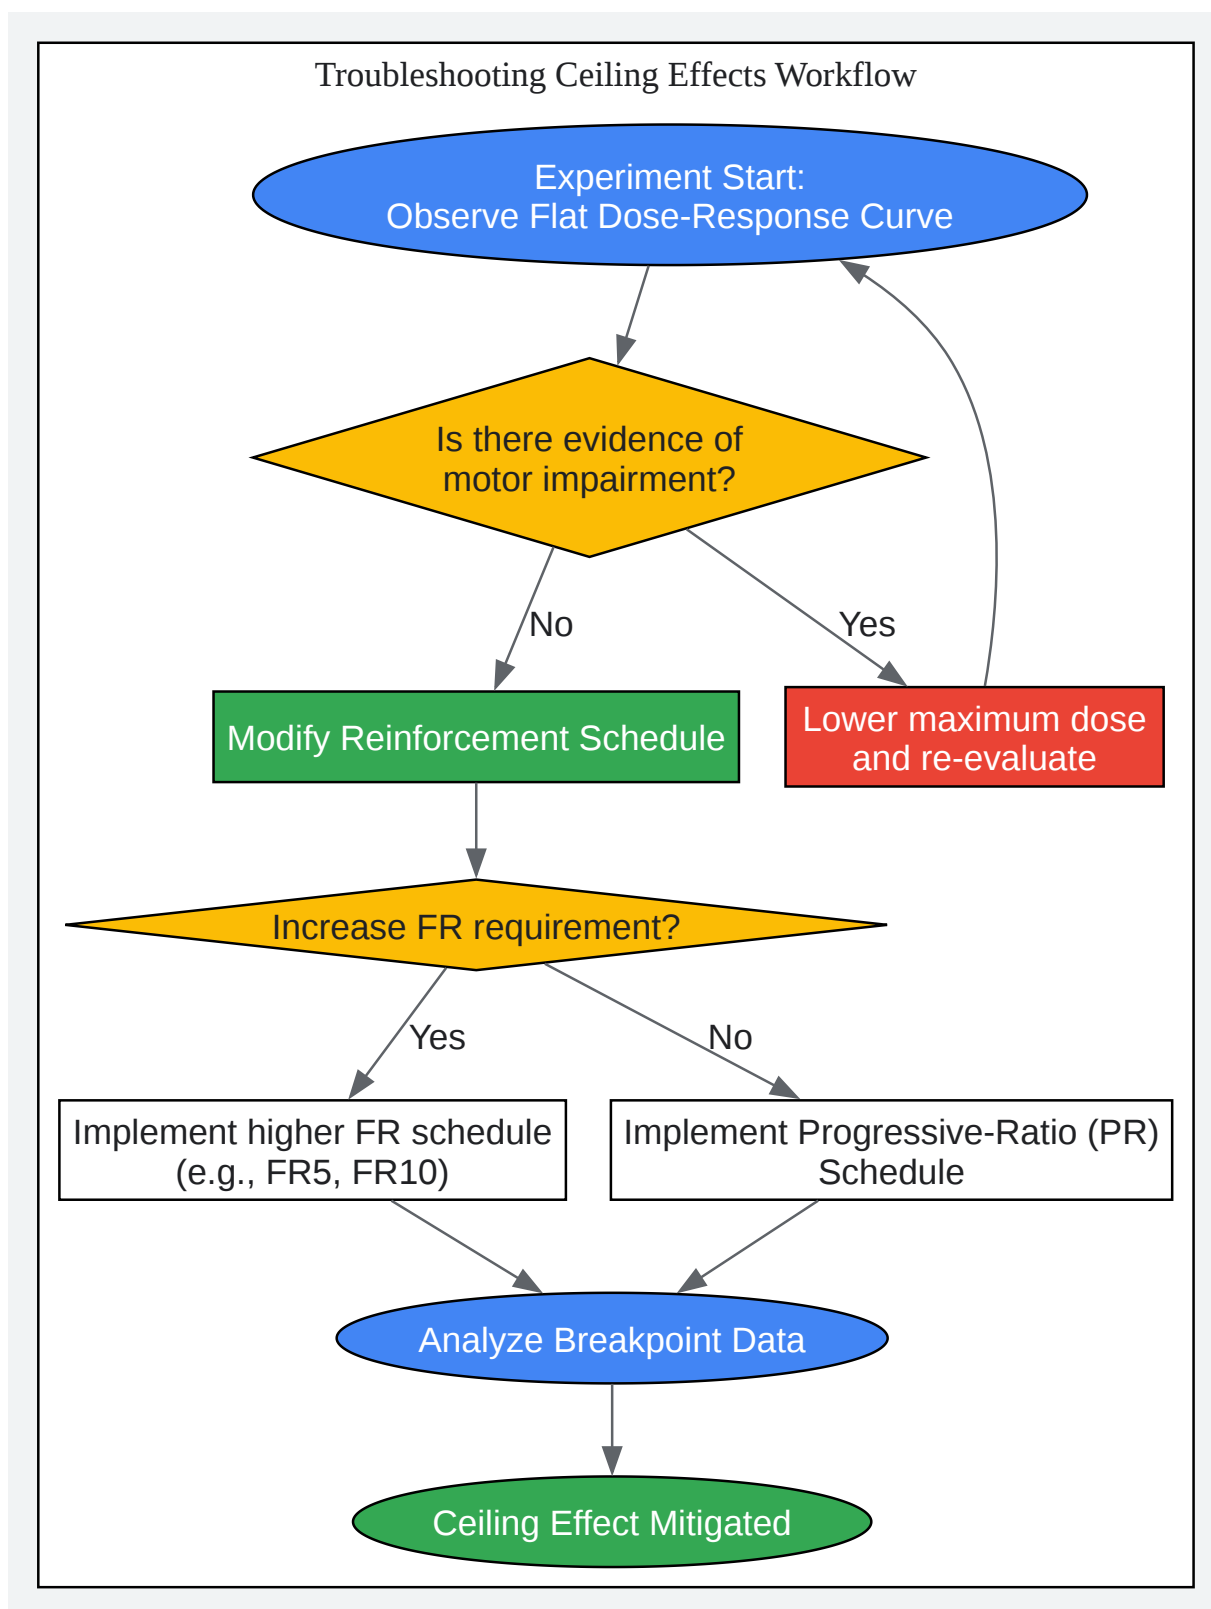 Troubleshooting Ceiling Effects Workflow
Experiment Start:
Observe Flat Dose-Response Curve
Is there evidence of
motor impairment?
No
Yes
Modify Reinforcement Schedule
Lower maximum dose
and re-evaluate
Increase FR requirement?
Yes
No
Implement higher FR schedule
(e.g., FR5, FR10)
Implement Progressive-Ratio (PR)
Schedule
Analyze Breakpoint Data
Ceiling Effect Mitigated